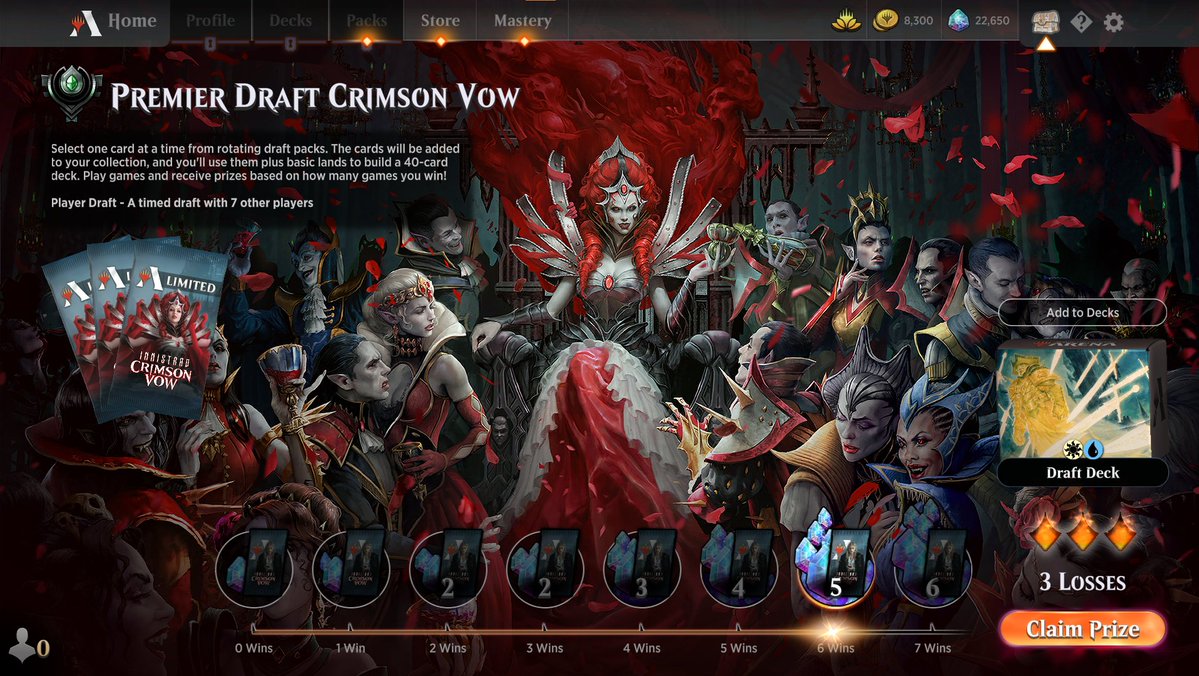 Home
Profile
Decks
Packs
Store
Mastery
8,300
22,650
PREMIER DRAFT CRIMSON VOW
Select one card at a time from rotating draft packs. The cards will be added
to your collection, and you'll use them plus basic lands to build a 40-card
deck. Play games and receive prizes based on how many games you win!
Player Draft - A timed draft with 7 other players
LIMITED
INNISTRAD
CRIMSON
VOW
Add to Decks
Draft Deck
2
2
3
4
5
6
3 LOSSES
Claim Prize
0 Wins
1 Win
2 Wins
3 Wins
4 Wins
5 Wins
6 Wins
7 Wins
0